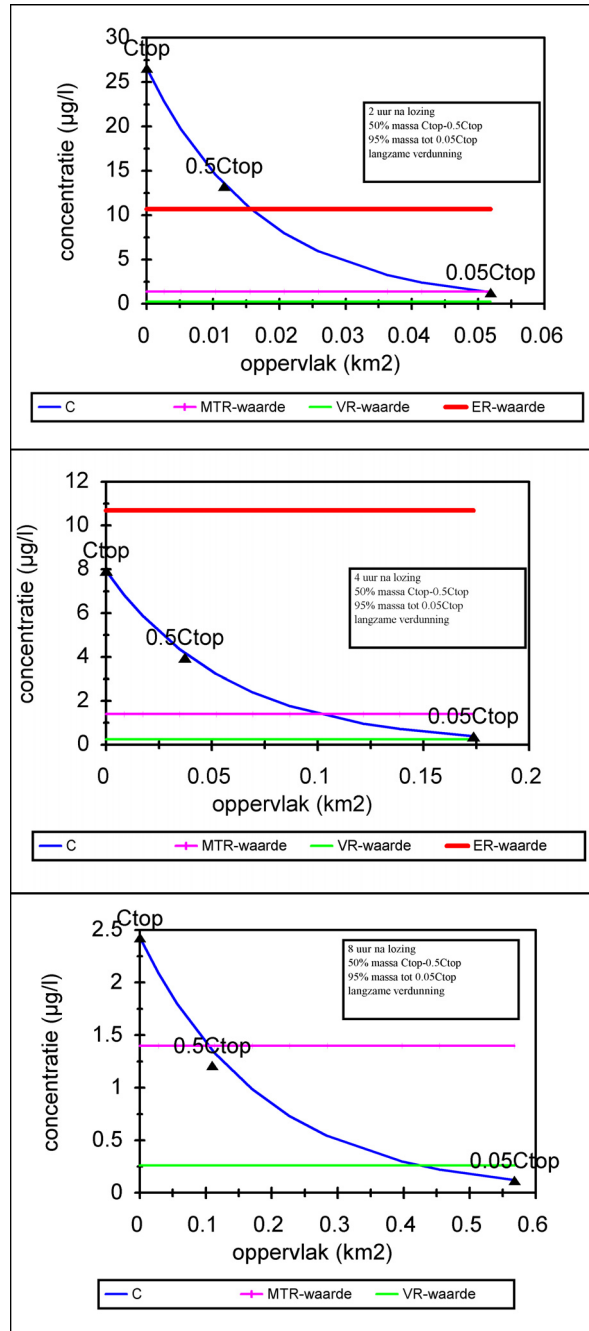 Ctop
30
25
20
15
10
5
0
concentratie (µg/l)
2 uur na lozing
50% massa Ctop-0.5Ctop
95% massa tot 0.05Ctop
langzame verdunning
0.5Ctop
0.05Ctop
0 0.01 0.02 0.03 0.04 0.05 0.06
oppervlak (km2)
C MTR-waarde VR-waarde ER-waarde
12
10
8
6
4
2
0
concentratie (µg/l)
Ctop
4 uur na lozing
50% massa Ctop-0.5Ctop
95% massa tot 0.05Ctop
langzame verdunning
0.5Ctop
0.05Ctop
0 0.05 0.1 0.15 0.2
oppervlak (km2)
C MTR-waarde VR-waarde ER-waarde
Ctop
2.5
2
1.5
1
0.5
0
concentratie (µg/l)
8 uur na lozing
50% massa Ctop-0.5Ctop
95% massa tot 0.05Ctop
langzame verdunning
0.5Ctop
0.05Ctop
0 0.1 0.2 0.3 0.4 0.5 0.6
oppervlak (km2)
C MTR-waarde VR-waarde